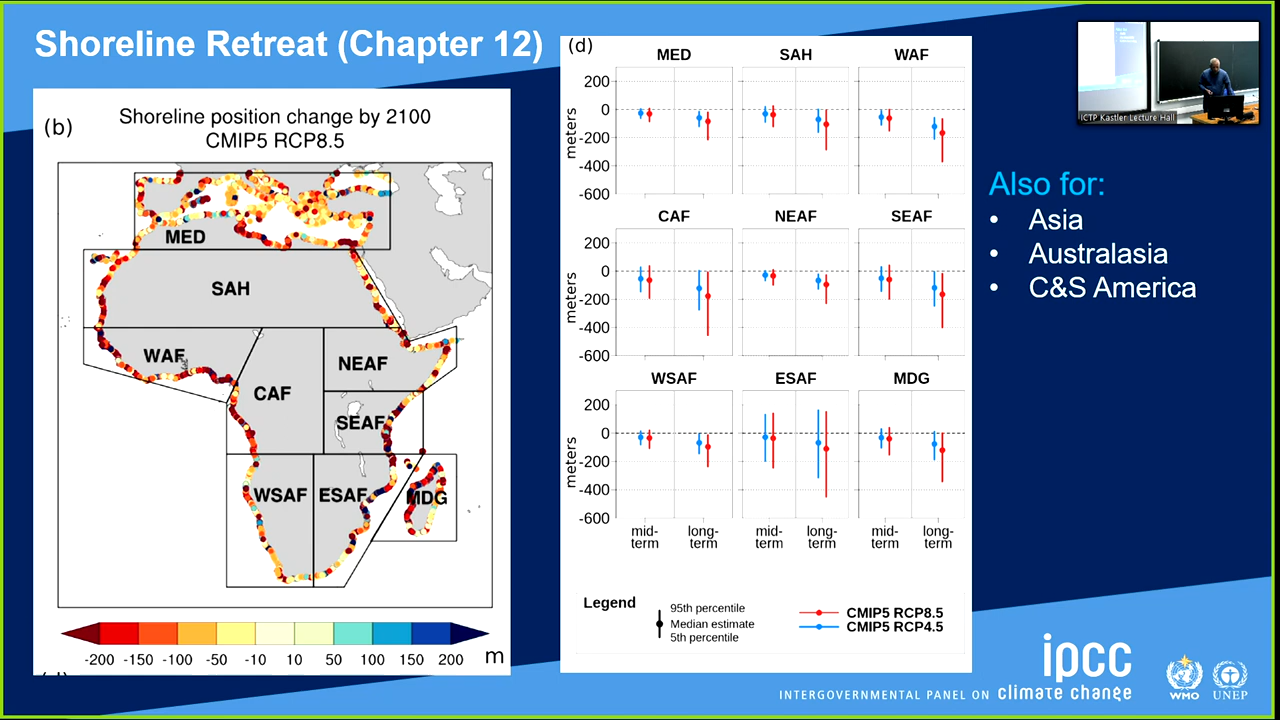 Shoreline Retreat (Chapter 12)
(b)
Shoreline position change by 2100
CMIP5 RCP8.5
MED
SAH
WAF
NEAF
CAF
SEAF
WSAF
ESAF
MDG
-200 -150 -100 -50 -10 10 50 100 150 200 m
(d)
MED SAH WAF
200
0
-200
-400
-600
meters
CAF NEAF SEAF
200
0
-200
-400
-600
meters
WSAF ESAF MDG
200
0
-200
-400
-600
meters
mid-term long-term mid-term long-term mid-term long-term
Legend
95th percentile
Median estimate
5th percentile
CMIP5 RCP8.5
CMIP5 RCP4.5
ICTP Kastler Lecture Hall
Also for:
• Asia
• Australasia
• C&S America
ipcc
INTERGOVERNMENTAL PANEL ON climate change
WMO
UNEP